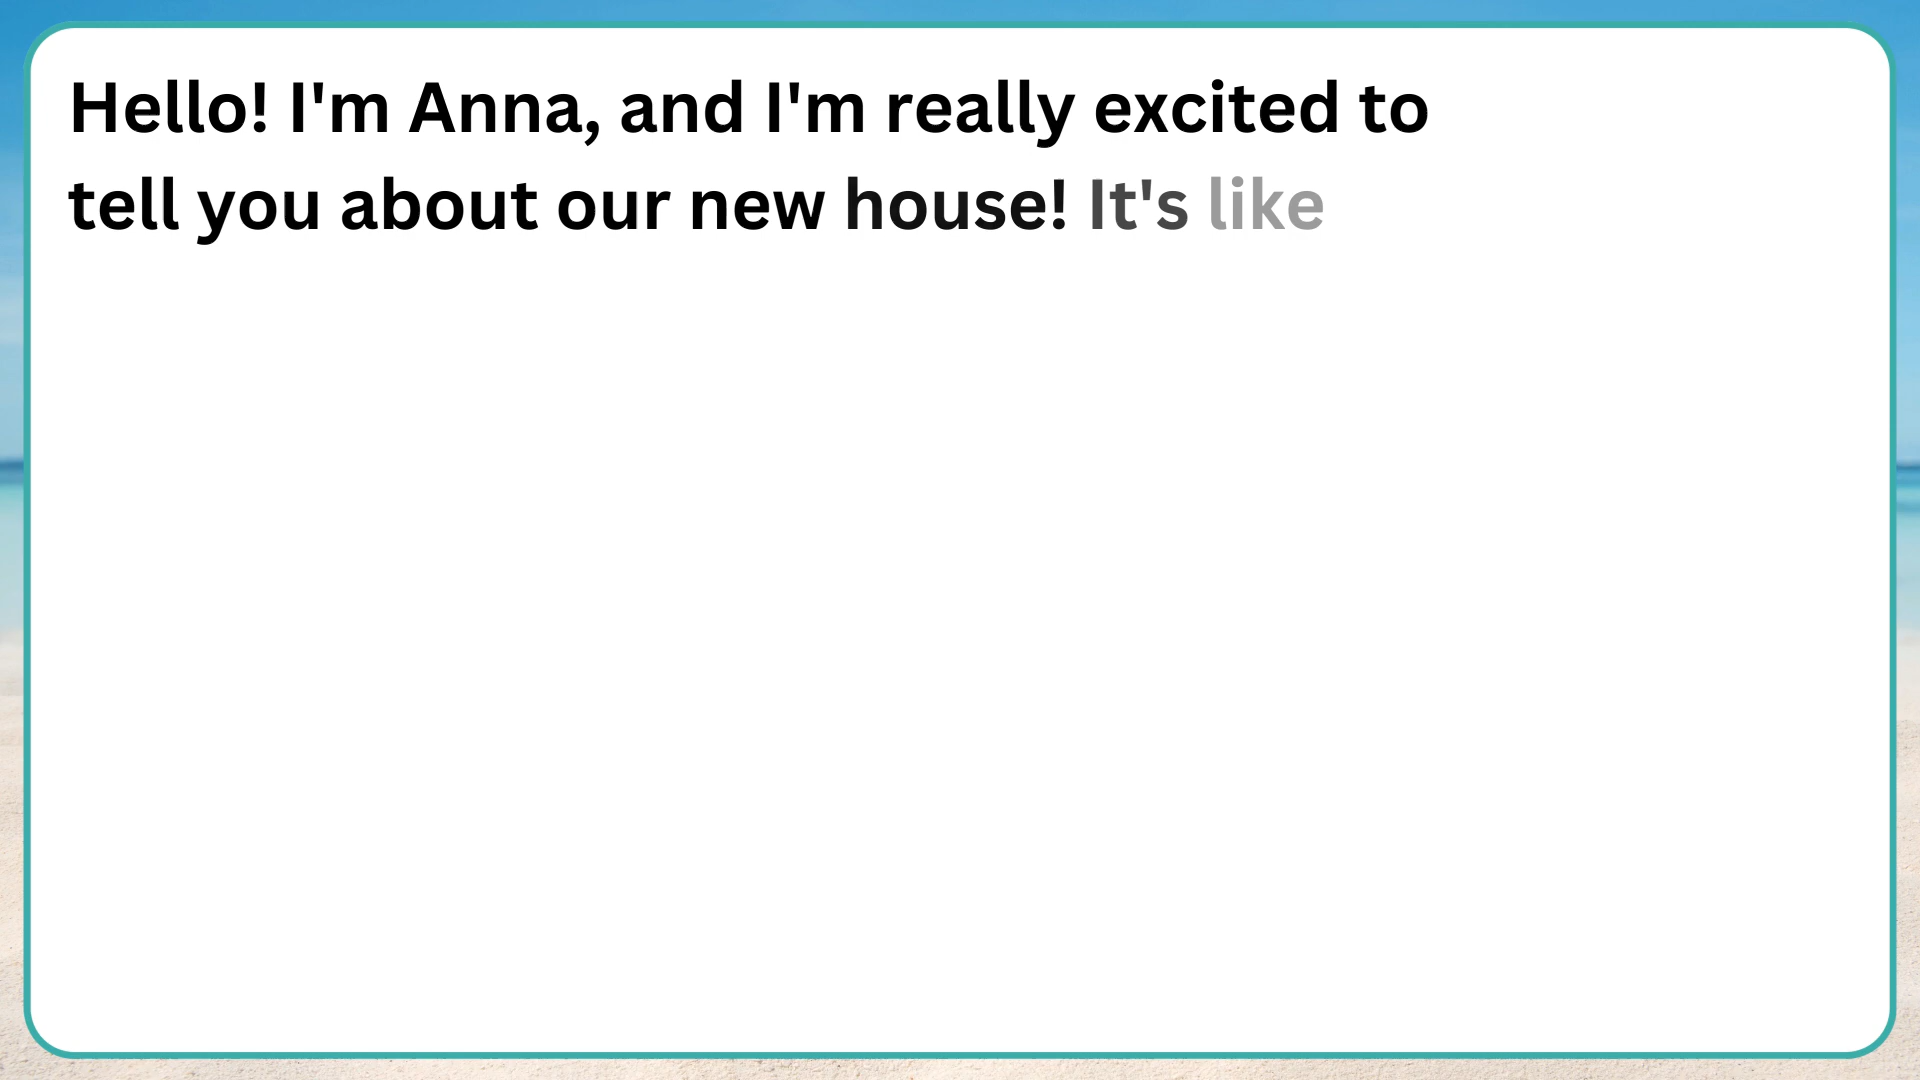 Hello! I'm Anna, and I'm really excited to
tell you about our new house! It's like